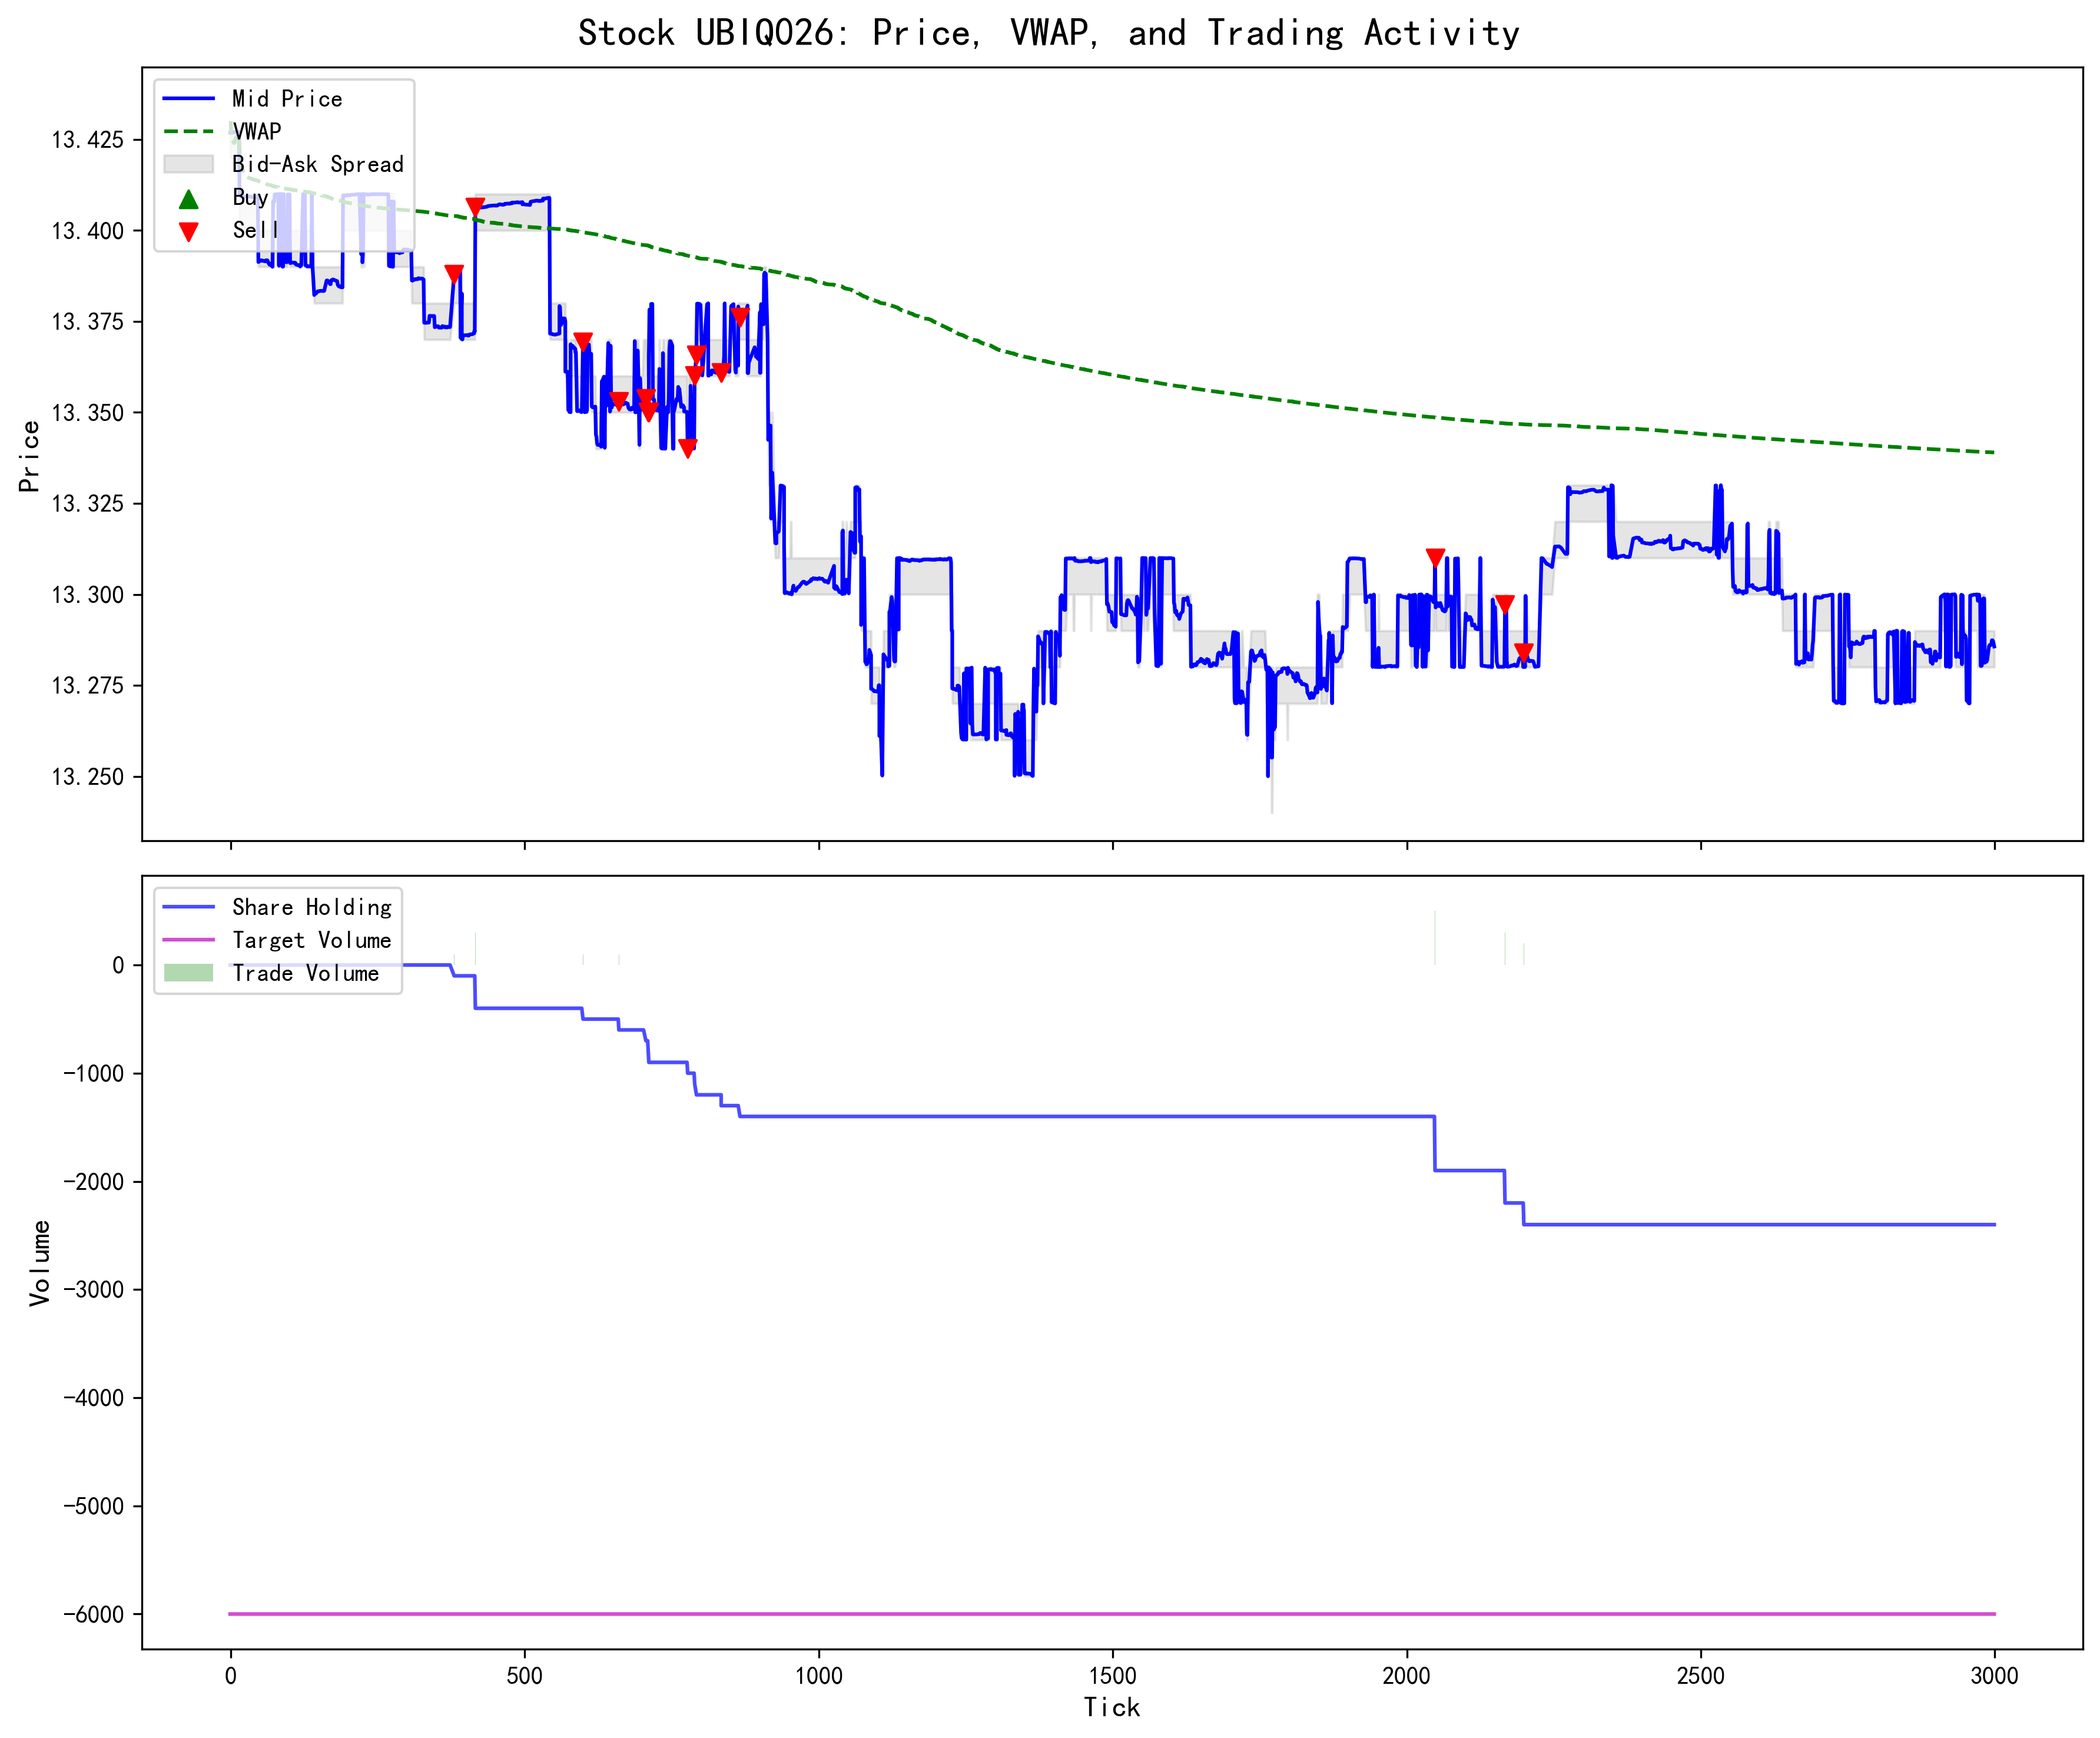 Stock UBIQ026: Price, VWAP, and Trading Activity
Mid Price
VWAP
Bid-Ask Spread
Buy
Sell
13.425
13.400
13.375
13.350
13.325
13.300
13.275
13.250
Price
Share Holding
Target Volume
Trade Volume
0
−1000
−2000
−3000
−4000
−5000
−6000
Volume
0
500
1000
1500
2000
2500
3000
Tick